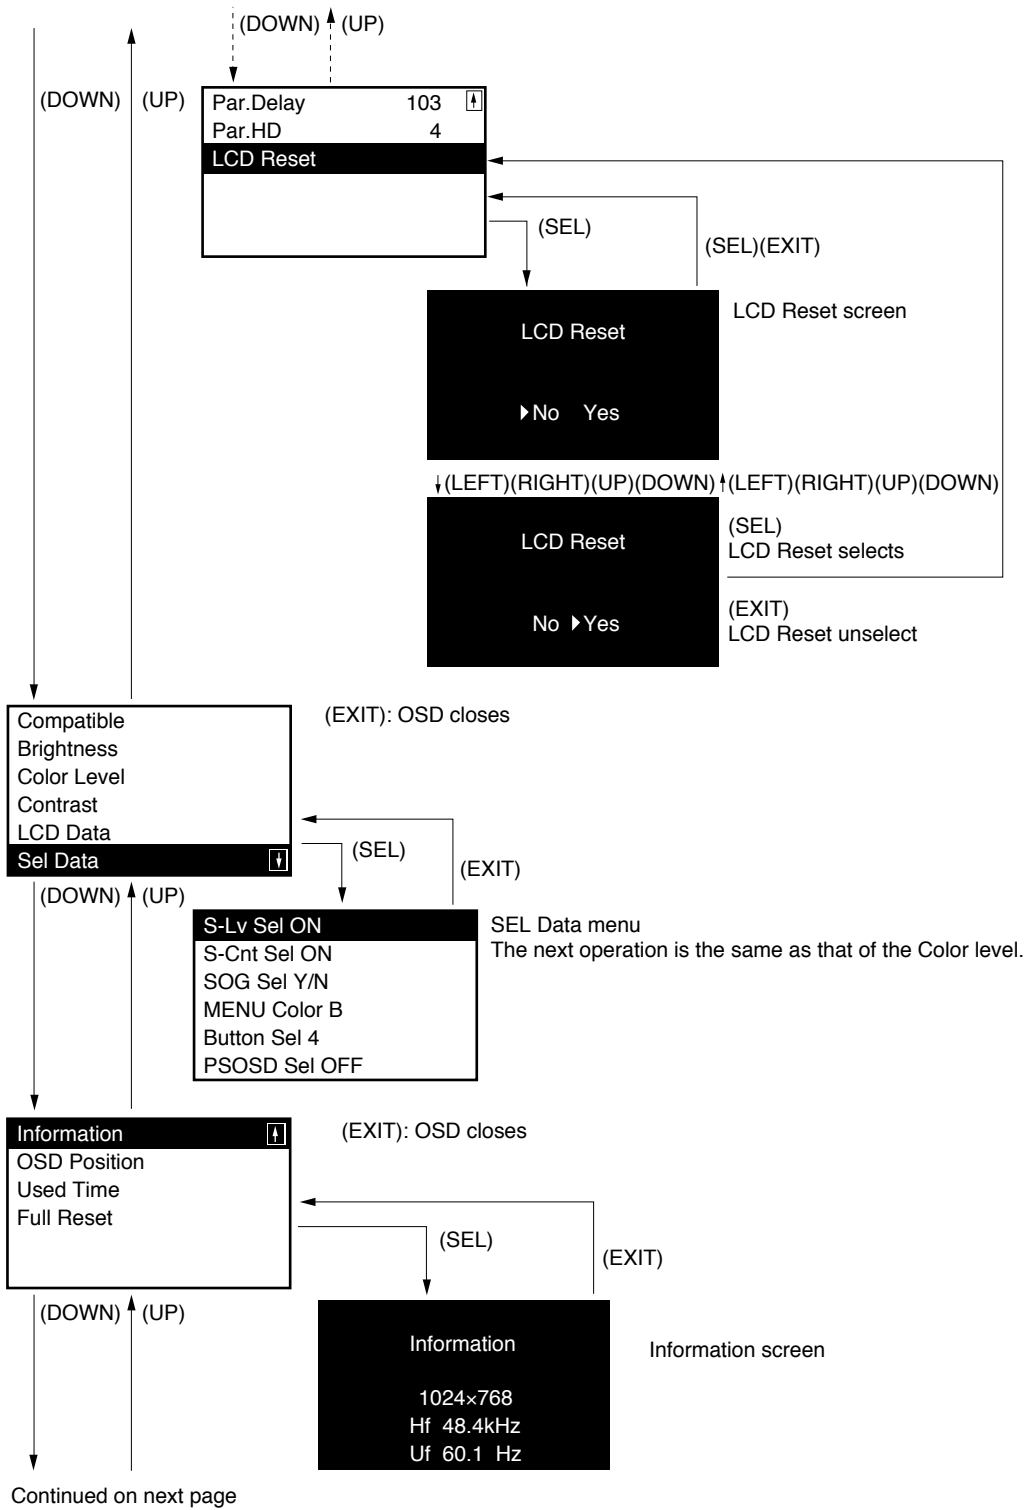 (DOWN) (UP)
(DOWN) (UP)
Par.Delay 103
Par.HD 4
LCD Reset
(SEL)
(SEL)(EXIT)
LCD Reset screen
LCD Reset
No Yes
(LEFT)(RIGHT)(UP)(DOWN) (LEFT)(RIGHT)(UP)(DOWN)
LCD Reset
No Yes
(SEL)
LCD Reset selects
(EXIT)
LCD Reset unselect
Compatible
Brightness
Color Level
Contrast
LCD Data
Sel Data
(EXIT): OSD closes
(SEL)
(EXIT)
(DOWN) (UP)
S-Lv Sel ON
S-Cnt Sel ON
SOG Sel Y/N
MENU Color B
Button Sel 4
PSOSD Sel OFF
SEL Data menu
The next operation is the same as that of the Color level.
Information
OSD Position
Used Time
Full Reset
(EXIT): OSD closes
(SEL)
(EXIT)
(DOWN) (UP)
Information
1024×768
Hf 48.4kHz
Uf 60.1 Hz
Information screen
Continued on next page